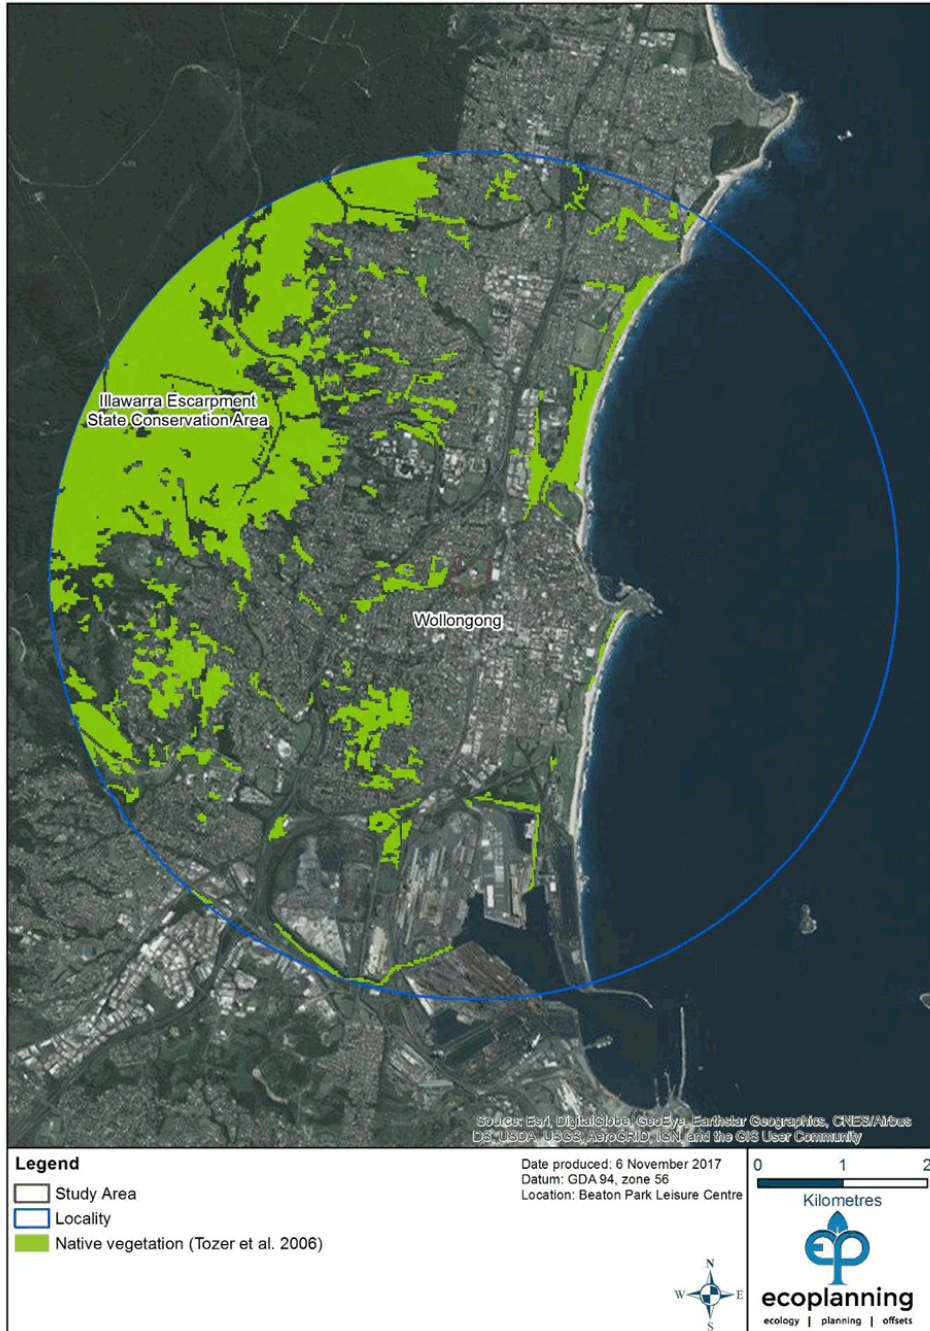 Illawarra Escarpment
State Conservation Area
Wollongong
Source: Esri, DigitalGlobe, GeoEye, Earthstar Geographics, CNES/Airbus
DS, USDA, USGS, AeroGRID, IGN, and the GIS User Community
Legend
Study Area
Locality
Native vegetation (Tozer et al. 2006)
Date produced: 6 November 2017
Datum: GDA 94, zone 56
Location: Beaton Park Leisure Centre
N
W E
S
0 1 2
Kilometres
ep
ecoplanning
ecology | planning | offsets